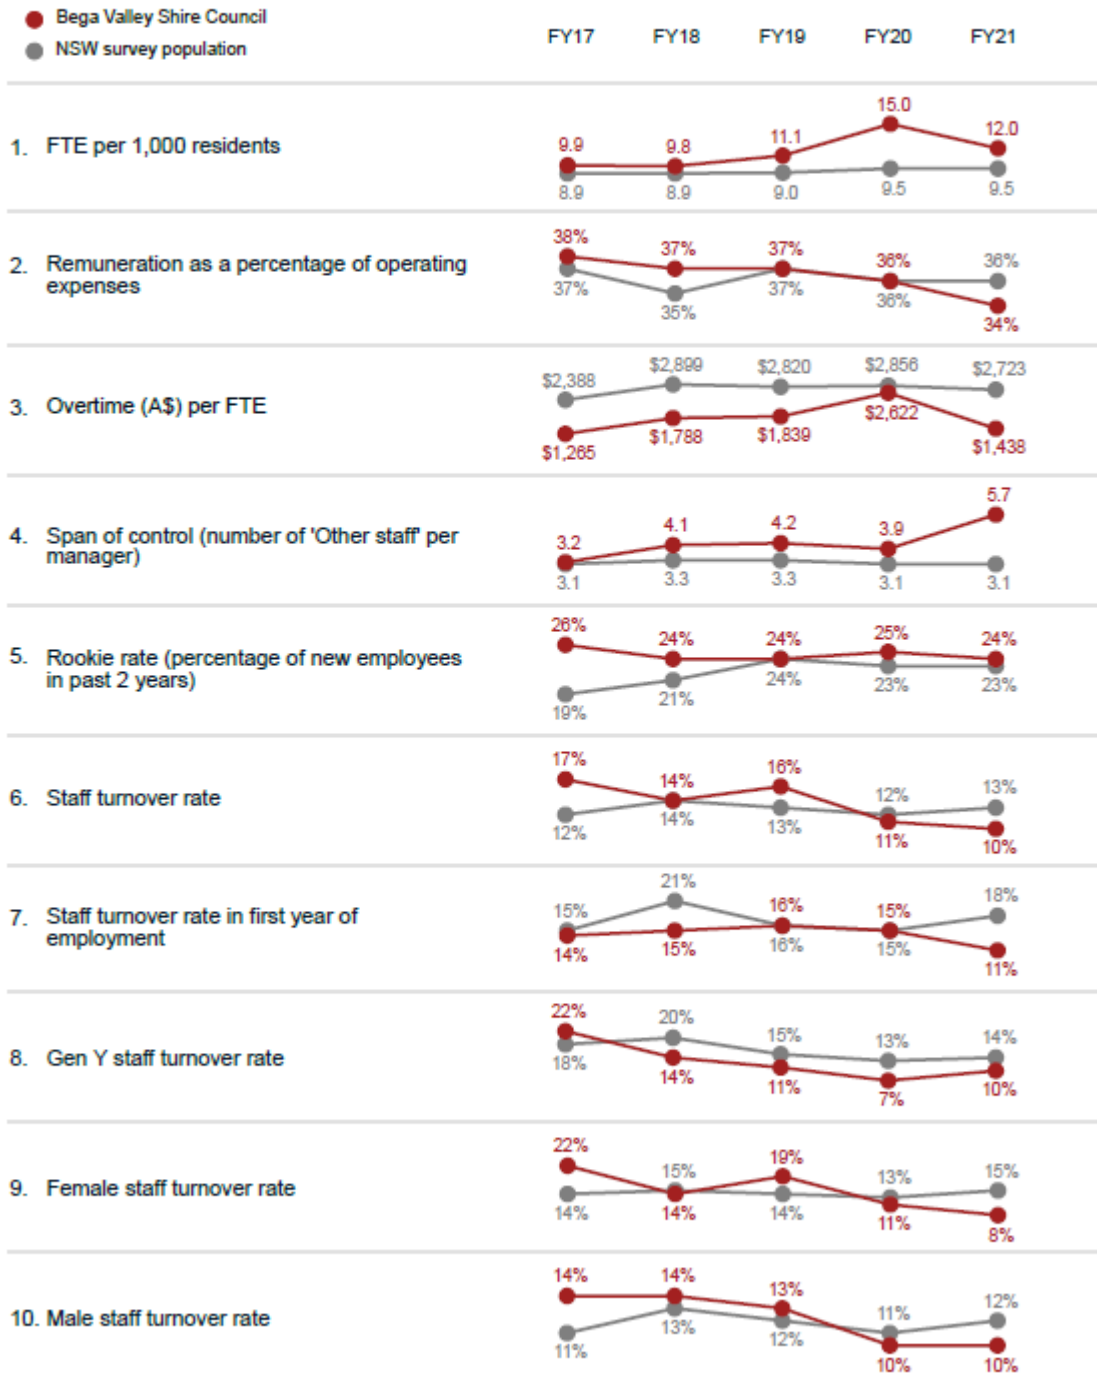 Bega Valley Shire Council
NSW survey population
FY17 FY18 FY19 FY20 FY21
1. FTE per 1,000 residents
9.9 9.8 11.1 15.0 12.0
8.9 8.9 9.0 9.5 9.5
2. Remuneration as a percentage of operating
expenses
38% 37% 37% 36% 36%
37% 35% 37% 36% 34%
3. Overtime (A$) per FTE
$2,388 $2,899 $2,820 $2,856 $2,723
$1,265 $1,788 $1,839 $2,622 $1,438
4. Span of control (number of 'Other staff' per
manager)
3.2 4.1 4.2 3.9 5.7
3.1 3.3 3.3 3.1 3.1
5. Rookie rate (percentage of new employees
in past 2 years)
26% 24% 24% 25% 24%
19% 21% 24% 23% 23%
6. Staff turnover rate
17% 14% 16% 12% 13%
12% 14% 13% 11% 10%
7. Staff turnover rate in first year of
employment
15% 21% 16% 15% 18%
14% 15% 16% 15% 11%
8. Gen Y staff turnover rate
22% 20% 15% 13% 14%
18% 14% 11% 7% 10%
9. Female staff turnover rate
22% 15% 19% 13% 15%
14% 14% 14% 11% 8%
10. Male staff turnover rate
14% 14% 13% 11% 12%
11% 13% 12% 10% 10%